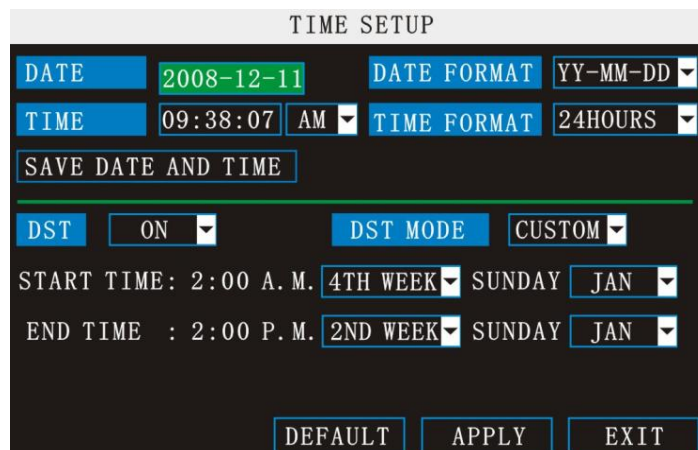 TIME SETUP
DATE 2008-12-11 DATE FORMAT YY-MM-DD
TIME 09:38:07 AM TIME FORMAT 24HOURS
SAVE DATE AND TIME
DST ON DST MODE CUSTOM
START TIME: 2:00 A.M. 4TH WEEK SUNDAY JAN
END TIME : 2:00 P.M. 2ND WEEK SUNDAY JAN
DEFAULT APPLY EXIT